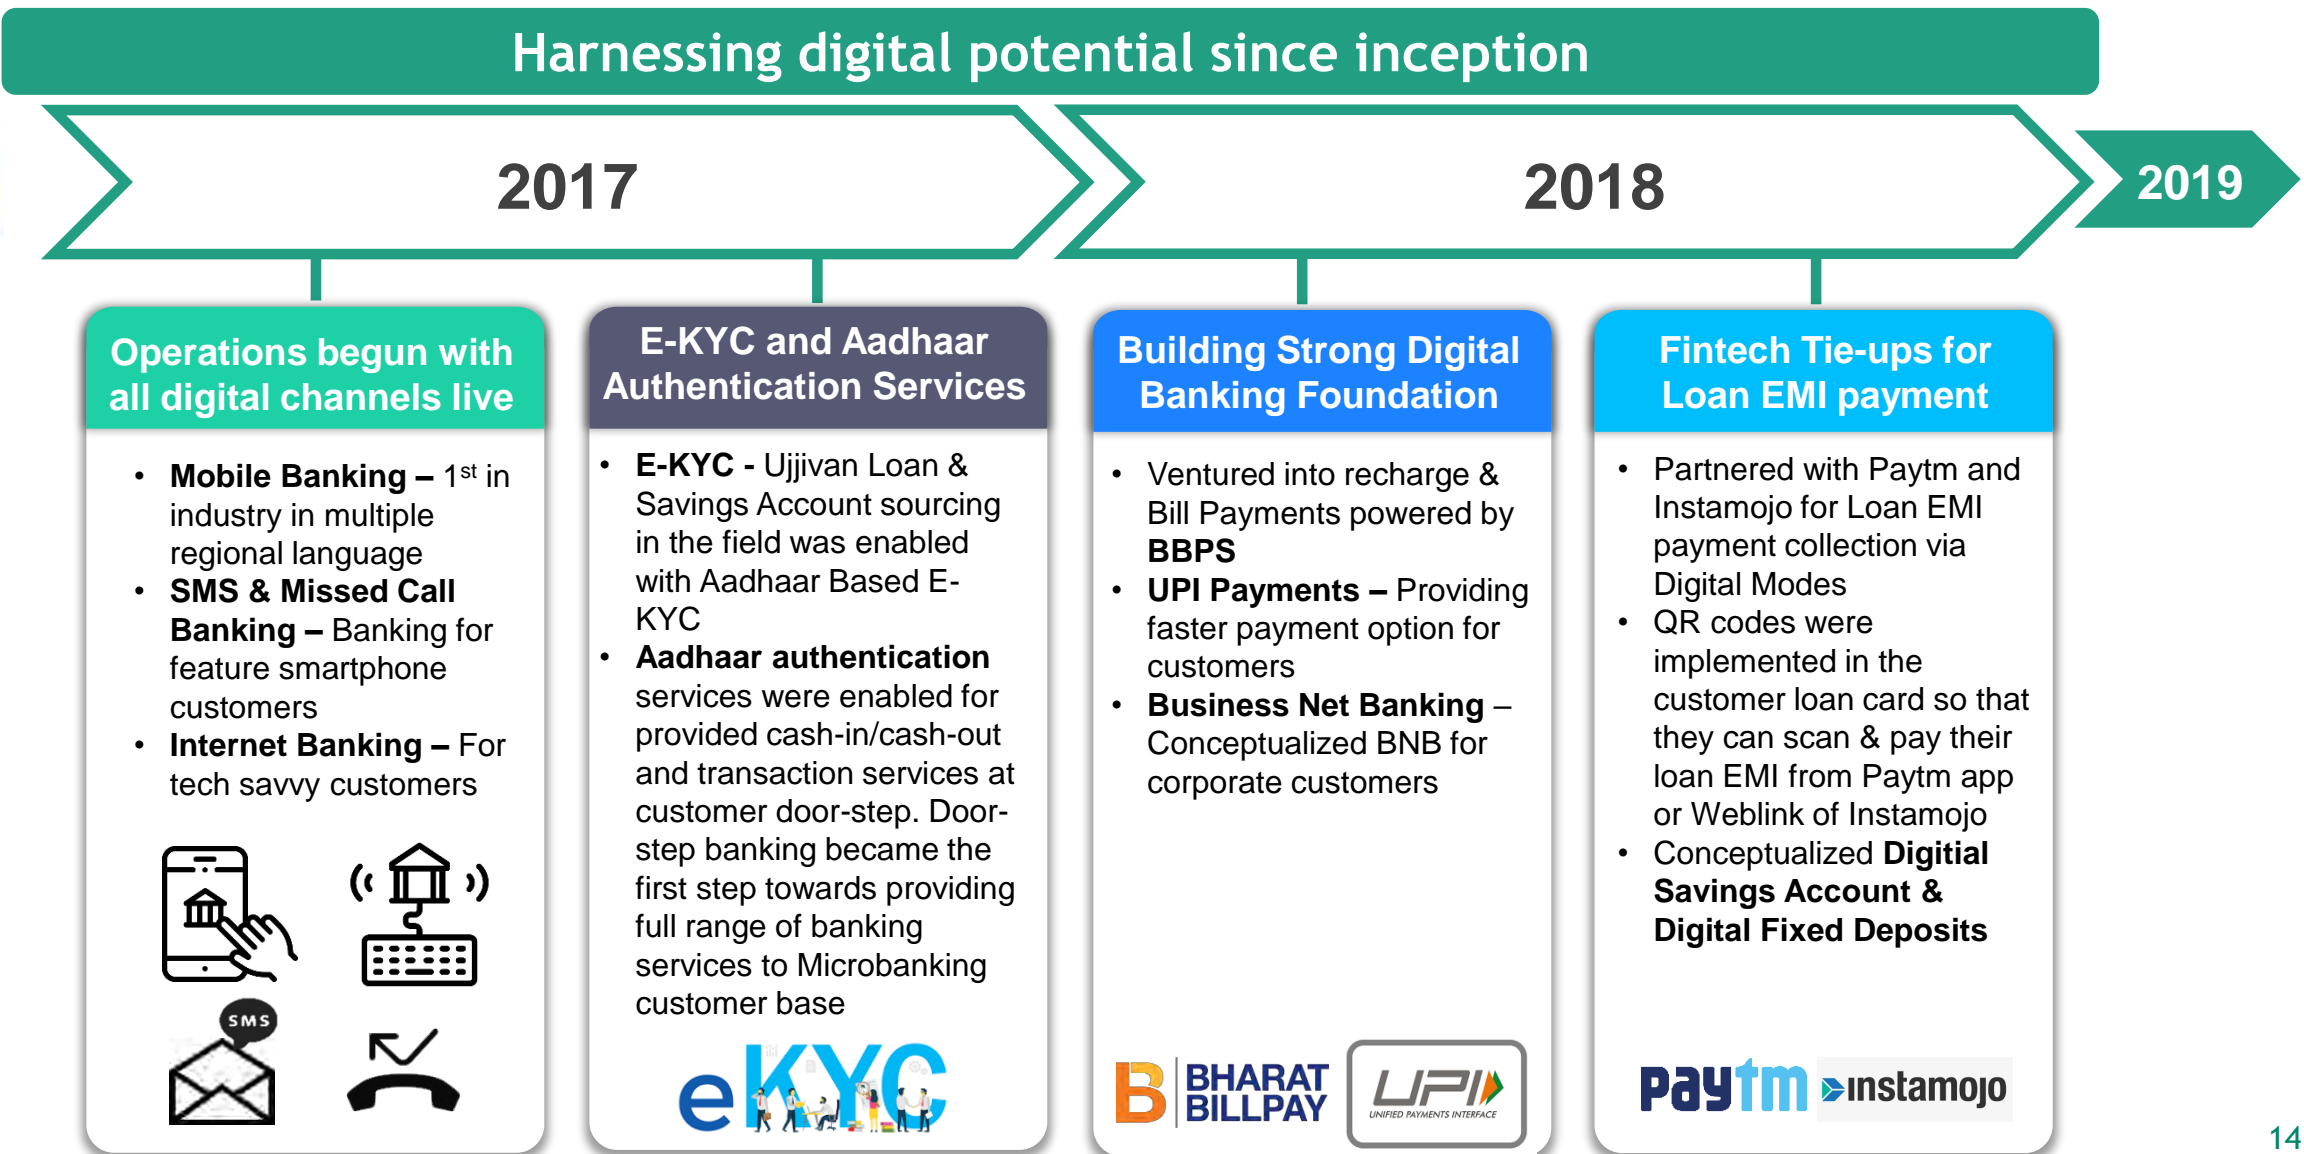 Harnessing digital potential since inception
2017
2018
2019
Operations begun with
all digital channels live
• Mobile Banking – 1st in
industry in multiple
regional language
• SMS & Missed Call
Banking – Banking for
feature smartphone
customers
• Internet Banking – For
tech savvy customers
SMS
E-KYC and Aadhaar
Authentication Services
• E-KYC - Ujjivan Loan &
Savings Account sourcing
in the field was enabled
with Aadhaar Based E-
KYC
• Aadhaar authentication
services were enabled for
provided cash-in/cash-out
and transaction services at
customer door-step. Door-
step banking became the
first step towards providing
full range of banking
services to Microbanking
customer base
eKYC
Building Strong Digital
Banking Foundation
• Ventured into recharge &
Bill Payments powered by
BBPS
• UPI Payments – Providing
faster payment option for
customers
• Business Net Banking –
Conceptualized BNB for
corporate customers
B BHARAT
BILLPAY
UPI
UNIFIED PAYMENTS INTERFACE
Fintech Tie-ups for
Loan EMI payment
• Partnered with Paytm and
Instamojo for Loan EMI
payment collection via
Digital Modes
• QR codes were
implemented in the
customer loan card so that
they can scan & pay their
loan EMI from Paytm app
or Weblink of Instamojo
• Conceptualized Digitial
Savings Account &
Digital Fixed Deposits
paytm
instamojo
14